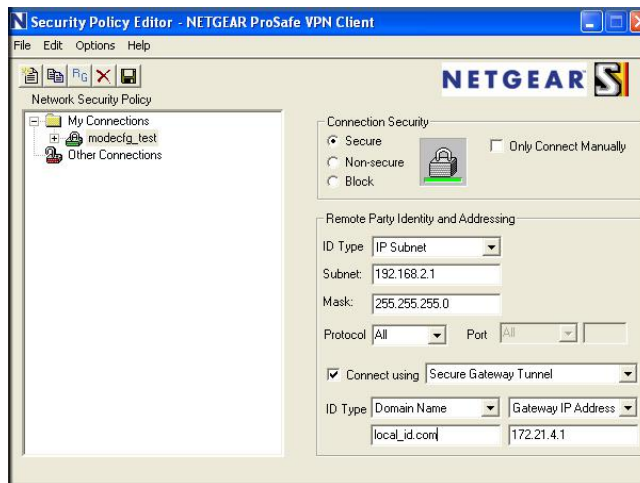 N Security Policy Editor - NETGEAR ProSafe VPN Client
File Edit Options Help
NETGEAR
Network Security Policy
My Connections
modecfg_test
Other Connections
Connection Security
Secure
Non-secure
Block
Only Connect Manually
Remote Party Identity and Addressing
ID Type IP Subnet
Subnet: 192.168.2.1
Mask: 255.255.255.0
Protocol All Port All
Connect using Secure Gateway Tunnel
ID Type Domain Name Gateway IP Address
local_id.com 172.21.4.1